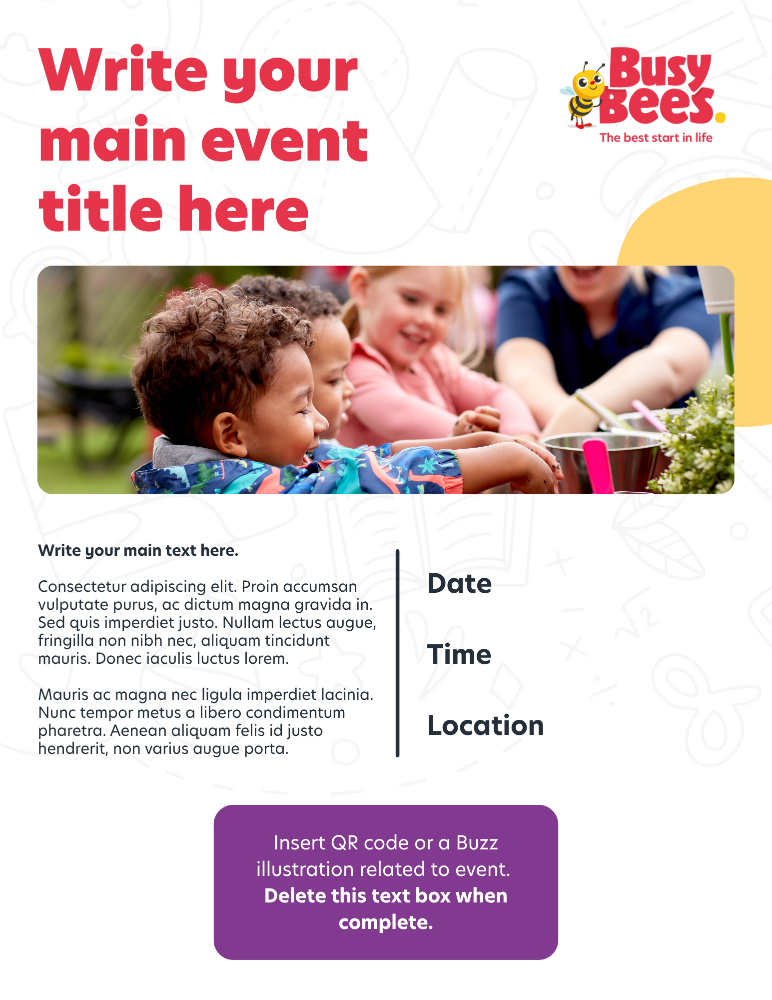 Write your
main event
title here
Busy
Bees.
The best start in life
Write your main text here.
Consectetur adipiscing elit. Proin accumsan
vulputate purus, ac dictum magna gravida in.
Sed quis imperdiet justo. Nullam lectus augue,
fringilla non nibh nec, aliquam tincidunt
mauris. Donec iaculis luctus lorem.
Mauris ac magna nec ligula imperdiet lacinia.
Nunc tempor metus a libero condimentum
pharetra. Aenean aliquam felis id justo
hendrerit, non varius augue porta.
Date
Time
Location
Insert QR code or a Buzz
illustration related to event.
Delete this text box when
complete.